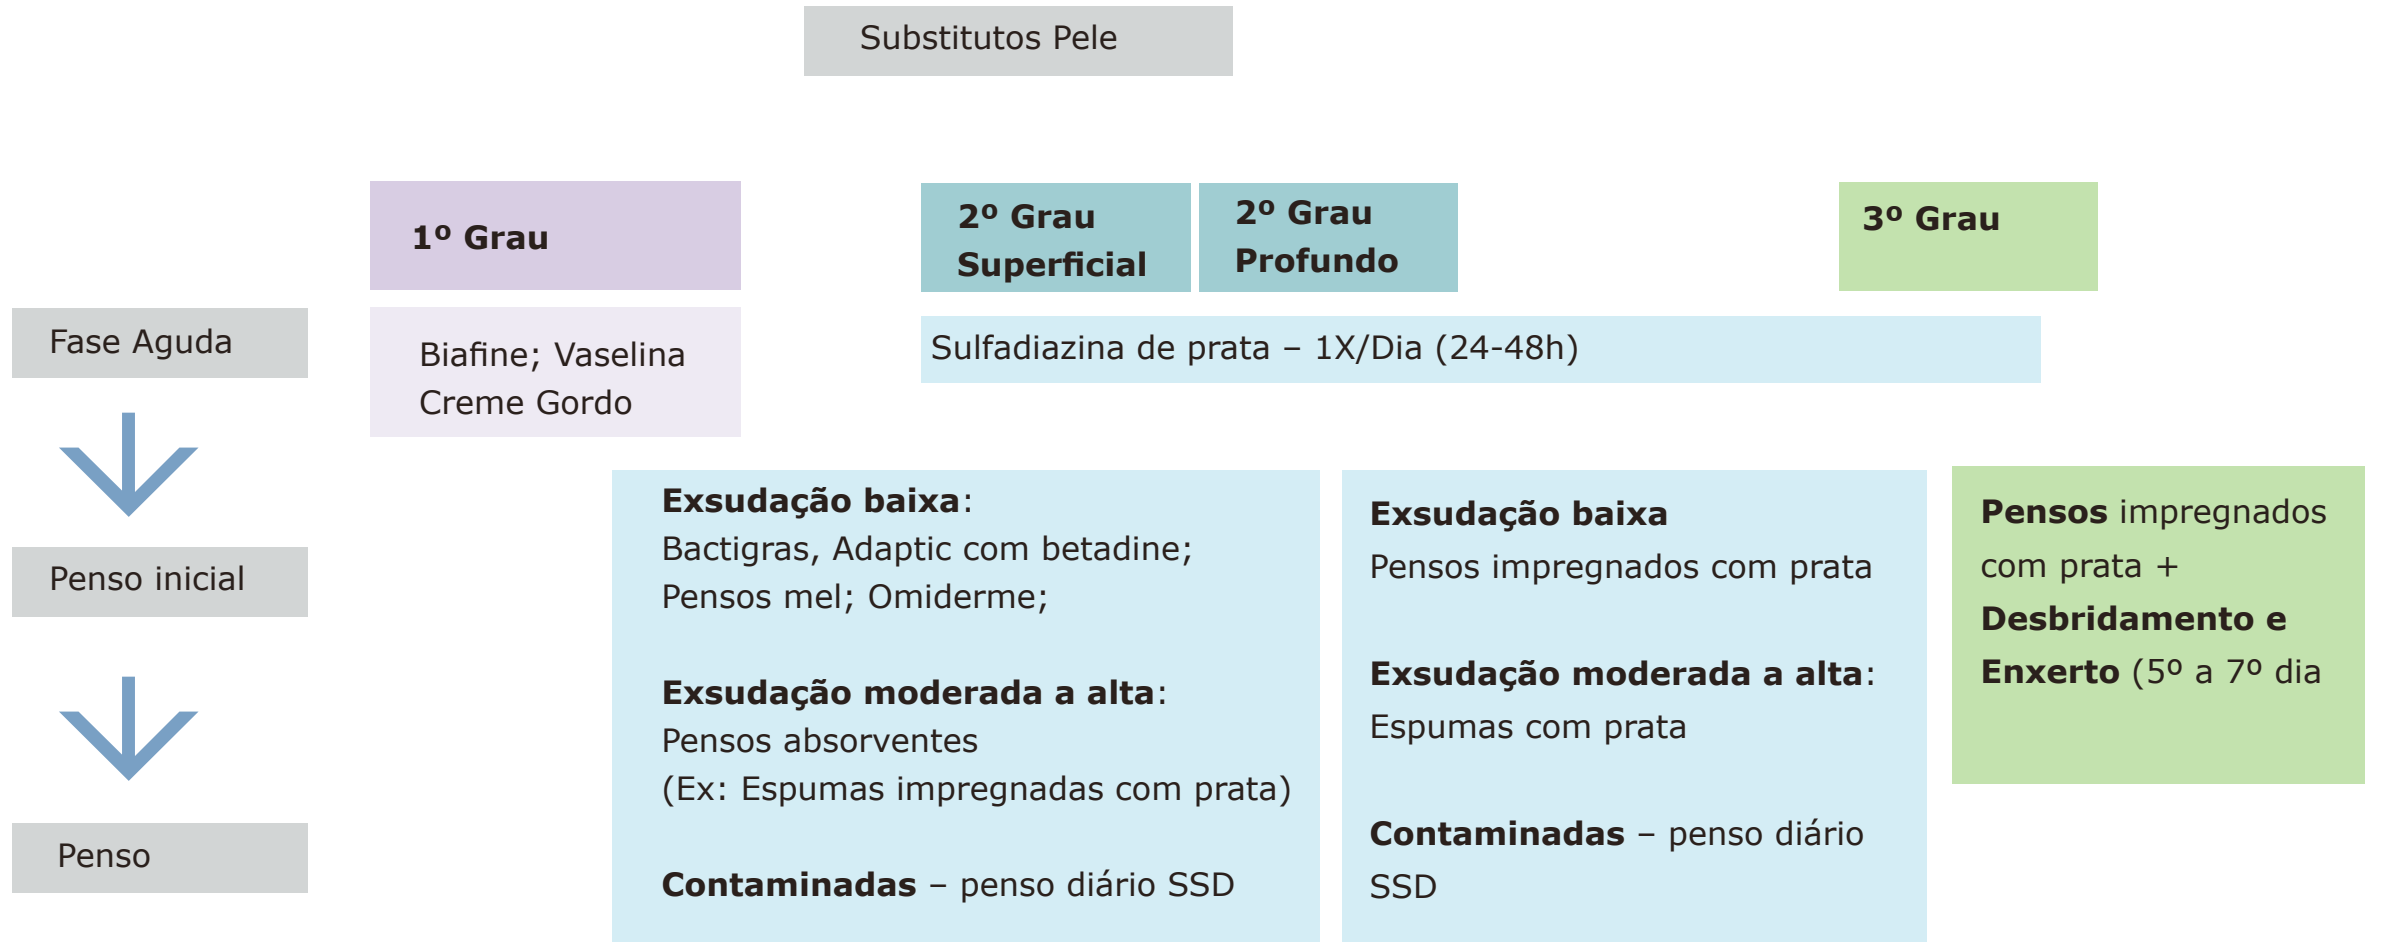 Substitutos Pele
1º Grau
2º Grau
Superficial
2º Grau
Profundo
3º Grau
Fase Aguda
Biafine; Vaselina
Creme Gordo
Sulfadiazina de prata – 1X/Dia (24-48h)
Penso inicial
Penso
Exsudação baixa:
Bactigras, Adaptic com betadine;
Pensos mel; Omiderme;
Exsudação moderada a alta:
Pensos absorventes
(Ex: Espumas impregnadas com prata)
Contaminadas – penso diário SSD
Exsudação baixa
Pensos impregnados com prata
Exsudação moderada a alta:
Espumas com prata
Contaminadas – penso diário
SSD
Pensos impregnados
com prata +
Desbridamento e
Enxerto (5º a 7º dia